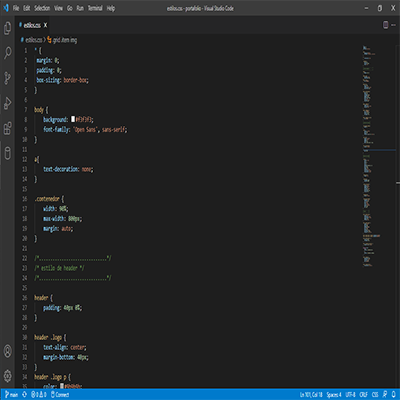 File Edit Selection View Go Run Terminal Help
estilos.css - portafolio - Visual Studio Code
estilos.css
estilos.css > .grid .item img
1 * {
2 margin: 0;
3 padding: 0;
4 box-sizing: border-box;
5 }
6
7 body {
8 background: #f3f3f3;
9 font-family: 'Open Sans', sans-serif;
10 }
11
12 a{
13 text-decoration: none;
14 }
15
16 .contenedor {
17 width: 90%;
18 max-width: 800px;
19 margin: auto;
20 }
21
22 /*----------------------------*/
23 /* estilo de header */
24 /*----------------------------*/
25
26 header {
27 padding: 40px 0%;
28 }
29
30 header .logo {
31 text-align: center;
32 margin-bottom: 40px;
33 }
34 header .logo p {
35 color:
main 0 0 Connect
Ln 101, Col 18 Spaces: 4 UTF-8 CRLF CSS